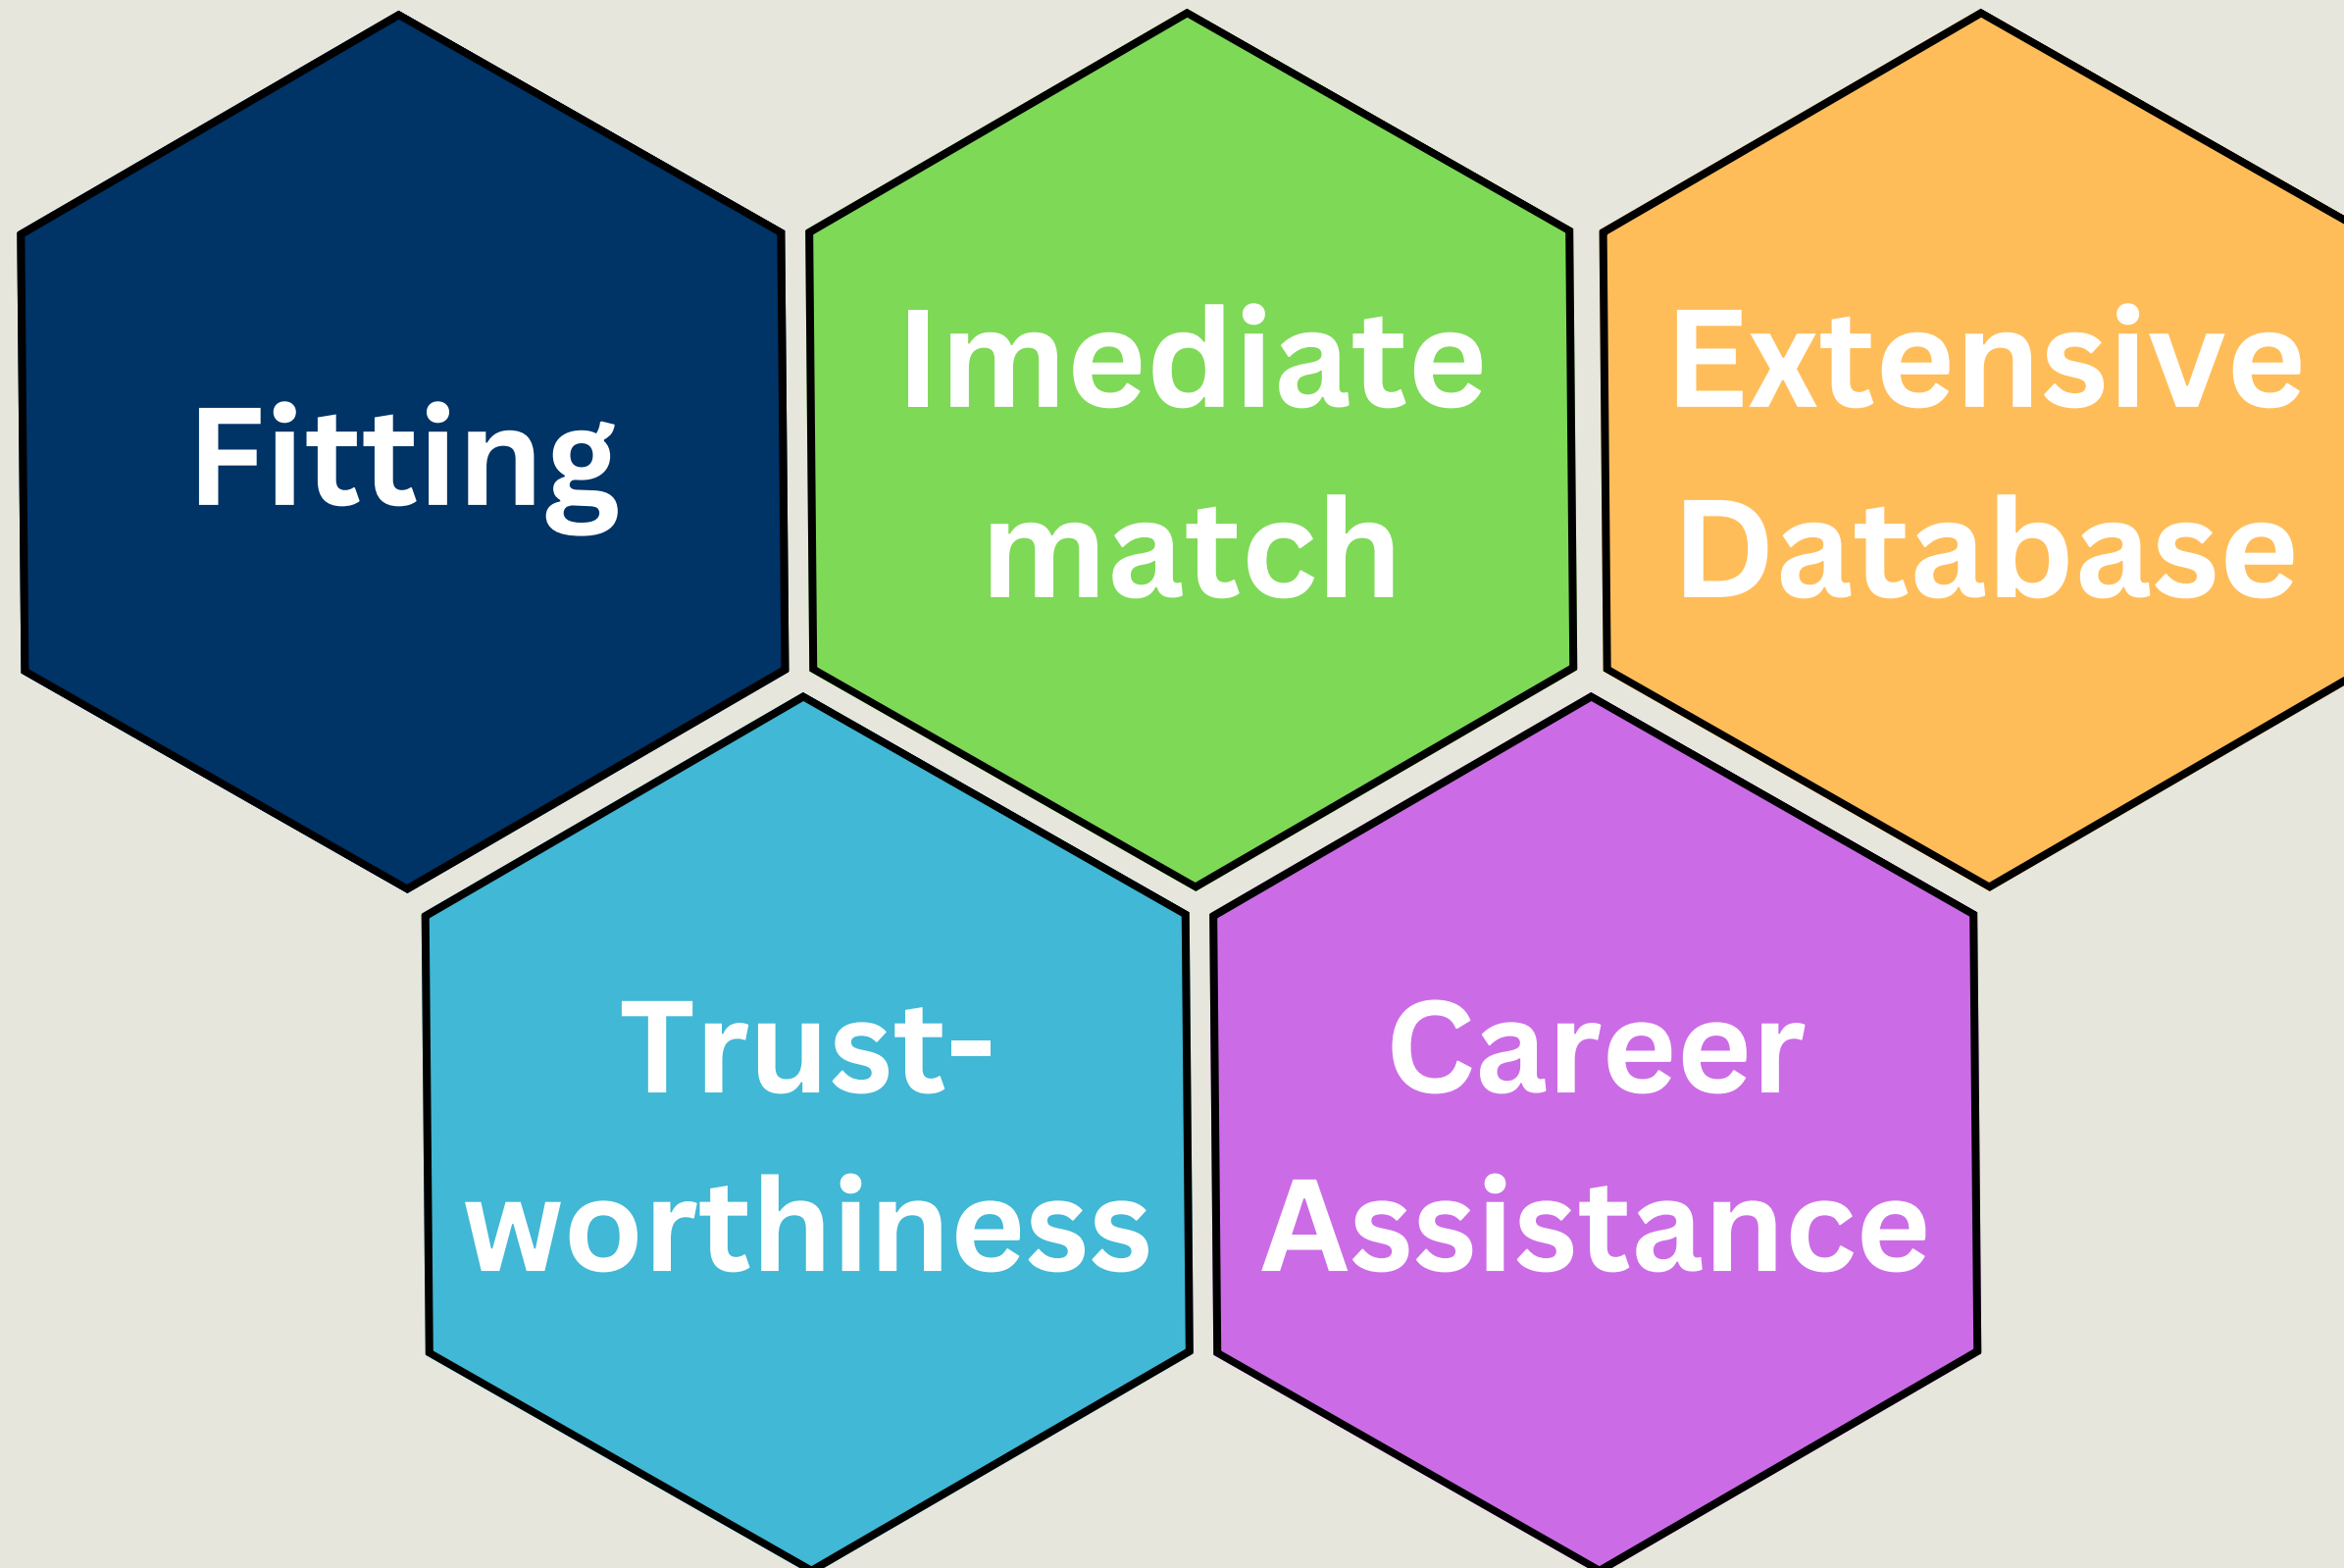 Fitting
Imediate
match
Extensive
Database
Trust-
worthiness
Career
Assistance